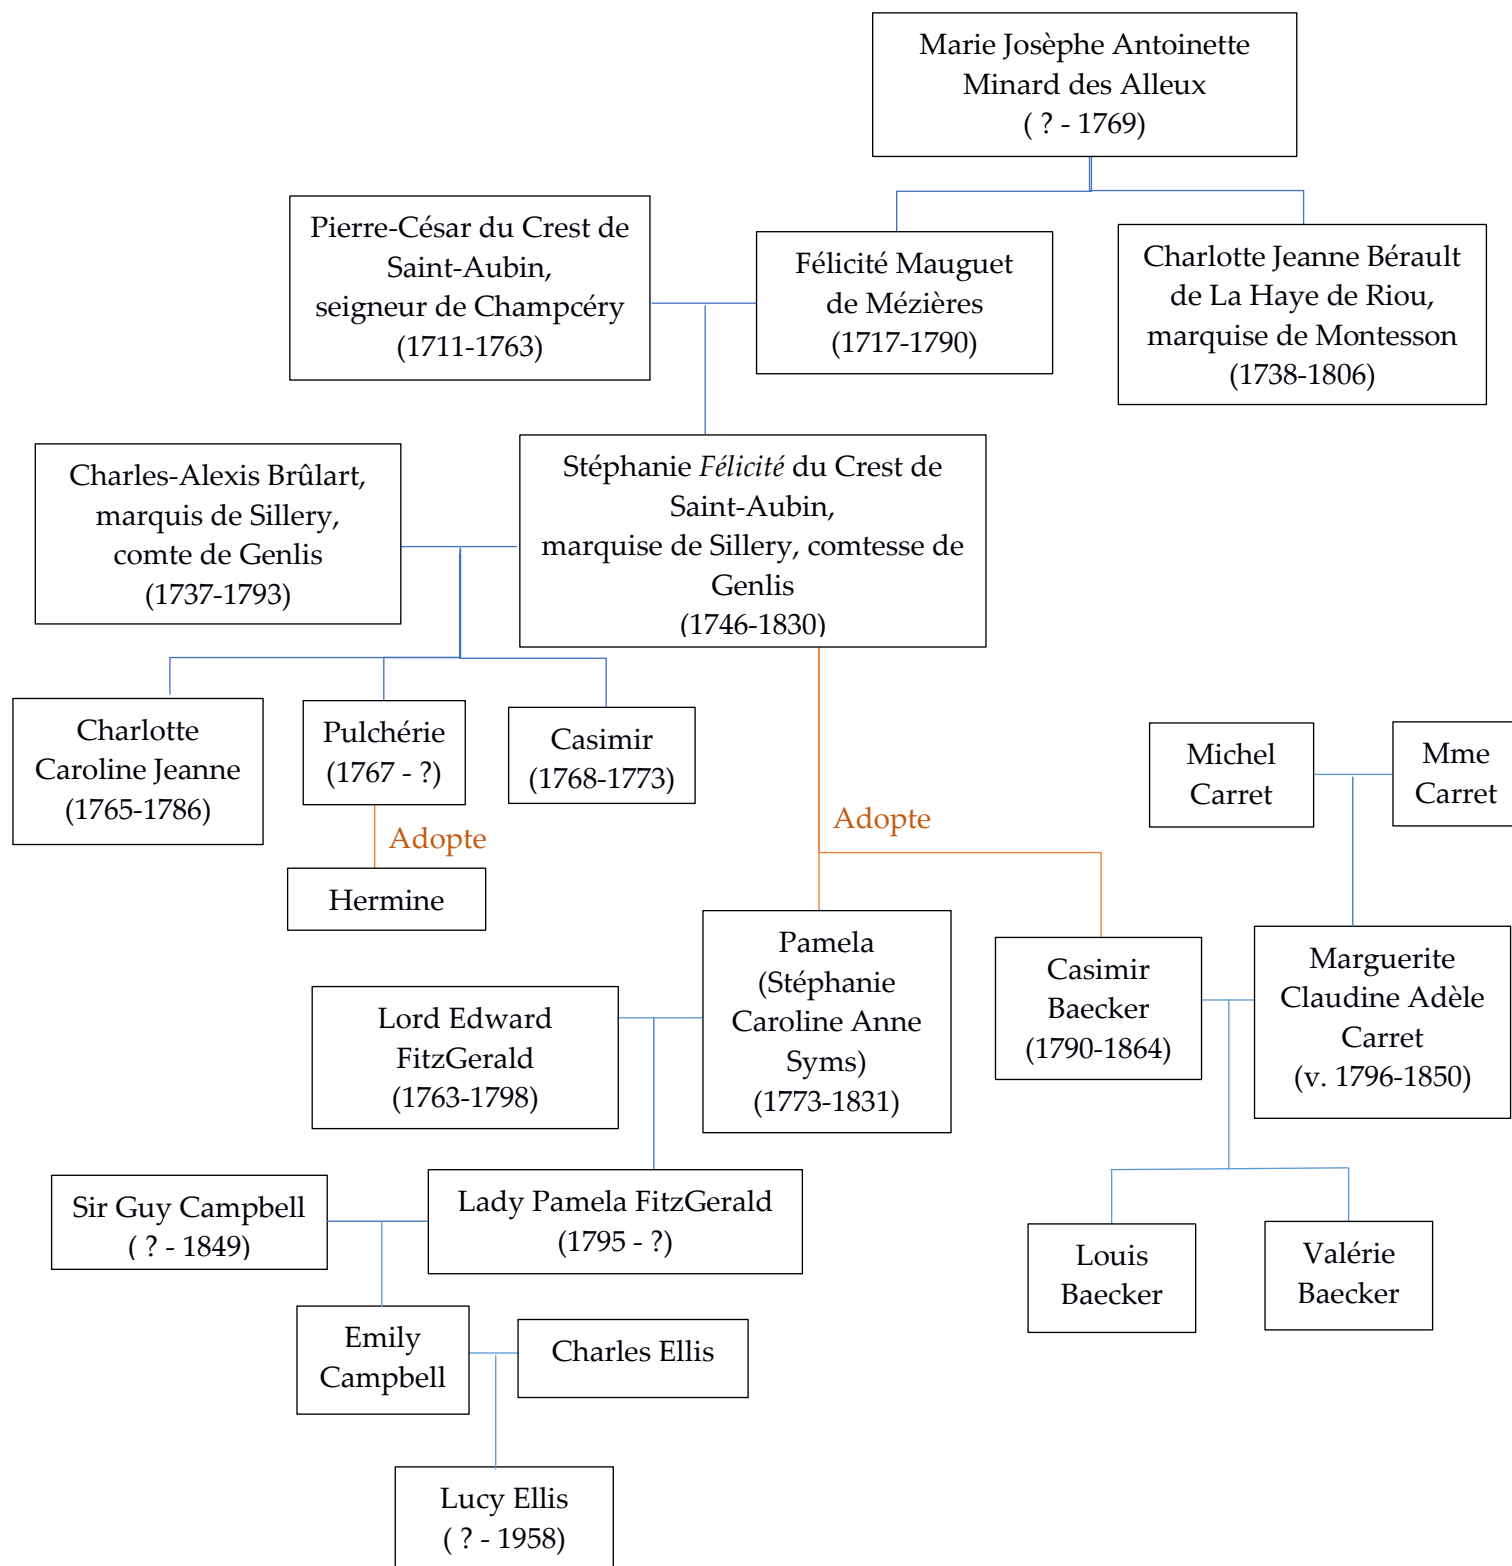 Marie Josèphe Antoinette
Minard des Alleux
( ? - 1769)
Pierre-César du Crest de
Saint-Aubin,
seigneur de Champcéry
(1711-1763)
Félicité Mauguet
de Mézières
(1717-1790)
Charlotte Jeanne Bérault
de La Haye de Riou,
marquise de Montesson
(1738-1806)
Charles-Alexis Brûlart,
marquis de Sillery,
comte de Genlis
(1737-1793)
Stéphanie Félicité du Crest de
Saint-Aubin,
marquise de Sillery, comtesse de
Genlis
(1746-1830)
Charlotte
Caroline Jeanne
(1765-1786)
Pulchérie
(1767 - ?)
Casimir
(1768-1773)
Michel
Carret
Mme
Carret
Adopte
Adopte
Hermine
Pamela
(Stéphanie
Caroline Anne
Syms)
(1773-1831)
Casimir
Baecker
(1790-1864)
Marguerite
Claudine Adèle
Carret
(v. 1796-1850)
Lord Edward
FitzGerald
(1763-1798)
Sir Guy Campbell
( ? - 1849)
Lady Pamela FitzGerald
(1795 - ?)
Louis
Baecker
Valérie
Baecker
Emily
Campbell
Charles Ellis
Lucy Ellis
( ? - 1958)